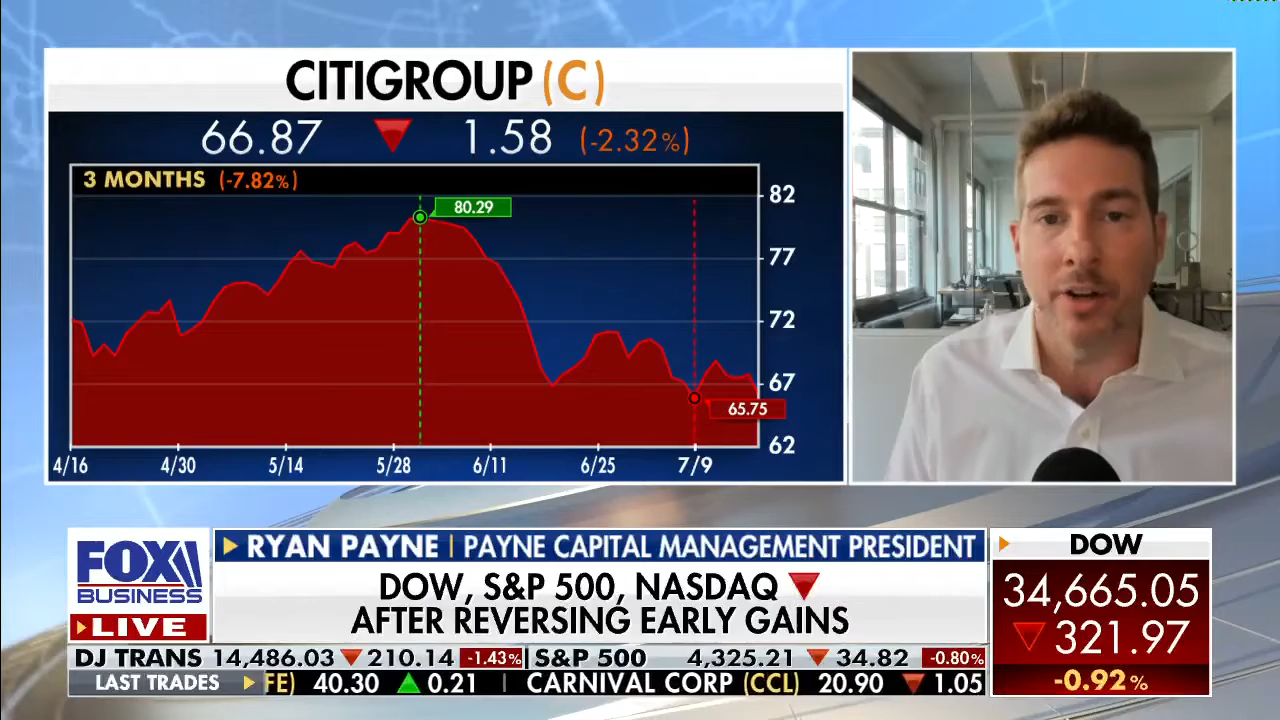 CITIGROUP (C)
66.87 ▼ 1.58 (-2.32%)
3 MONTHS (-7.82%)
80.29
65.75
82
77
72
67
62
4/16 4/30 5/14 5/28 6/11 6/25 7/9
FOX
BUSINESS
LIVE
RYAN PAYNE | PAYNE CAPITAL MANAGEMENT PRESIDENT
DOW, S&P 500, NASDAQ ▼
AFTER REVERSING EARLY GAINS
DOW
34,665.05
▼ 321.97
-0.92%
DJ TRANS 14,486.03 ▼ 210.14 -1.43% S&P 500 4,325.21 ▼ 34.82 -0.80%
LAST TRADES FE) 40.30 ▲ 0.21 | CARNIVAL CORP (CCL) 20.90 ▼ 1.05